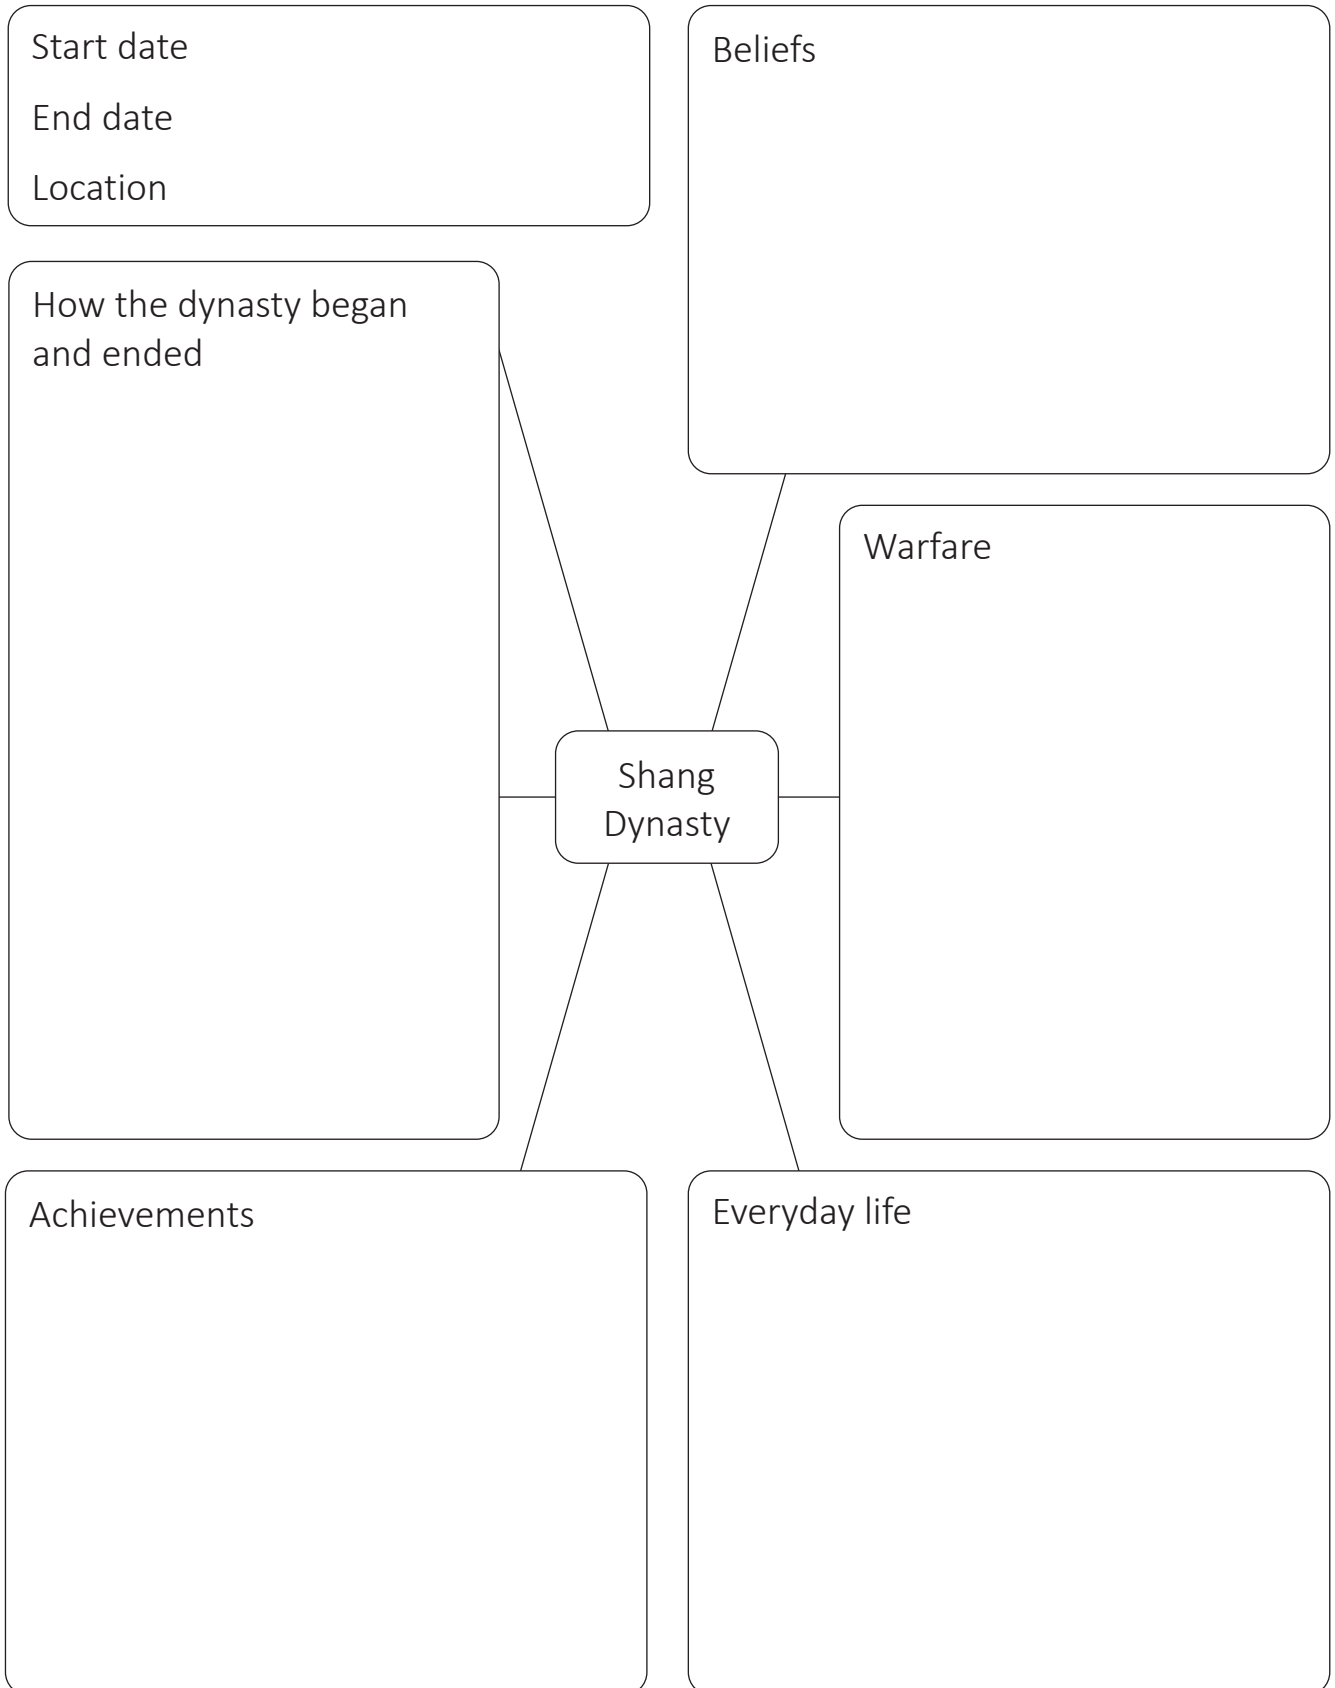 Start date
End date
Location
Beliefs
How the dynasty began
and ended
Warfare
Shang
Dynasty
Achievements
Everyday life